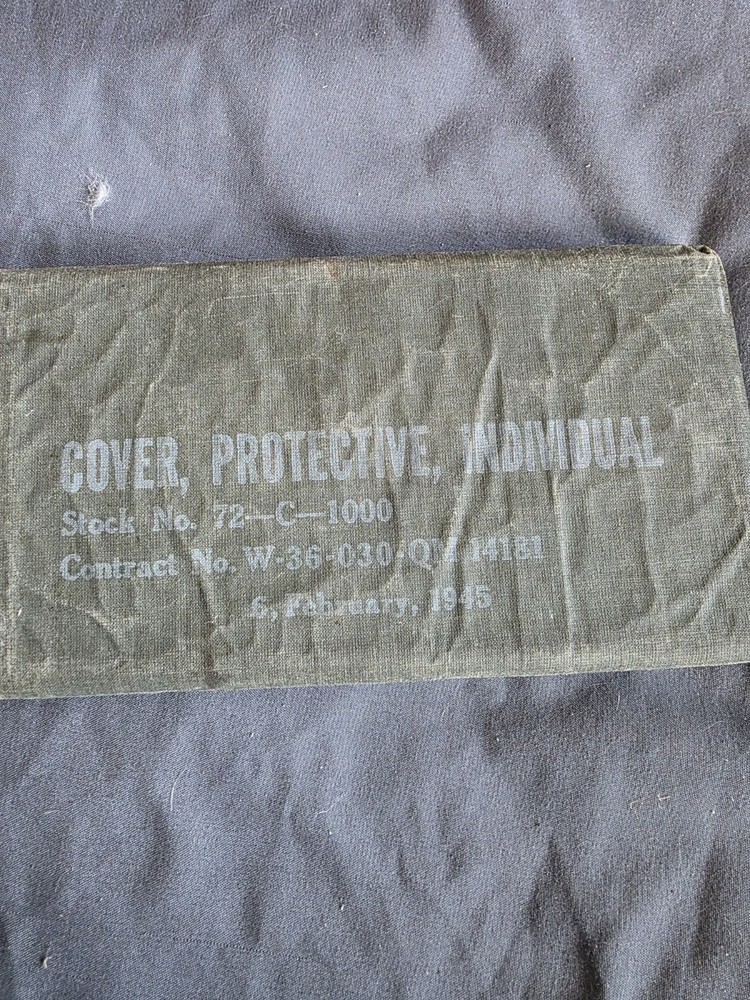 COVER, PROTECTIVE, INDIVIDUAL
Stock No. 72—C—1000
Contract No. W-36-030-QM 14181
6, February, 1945